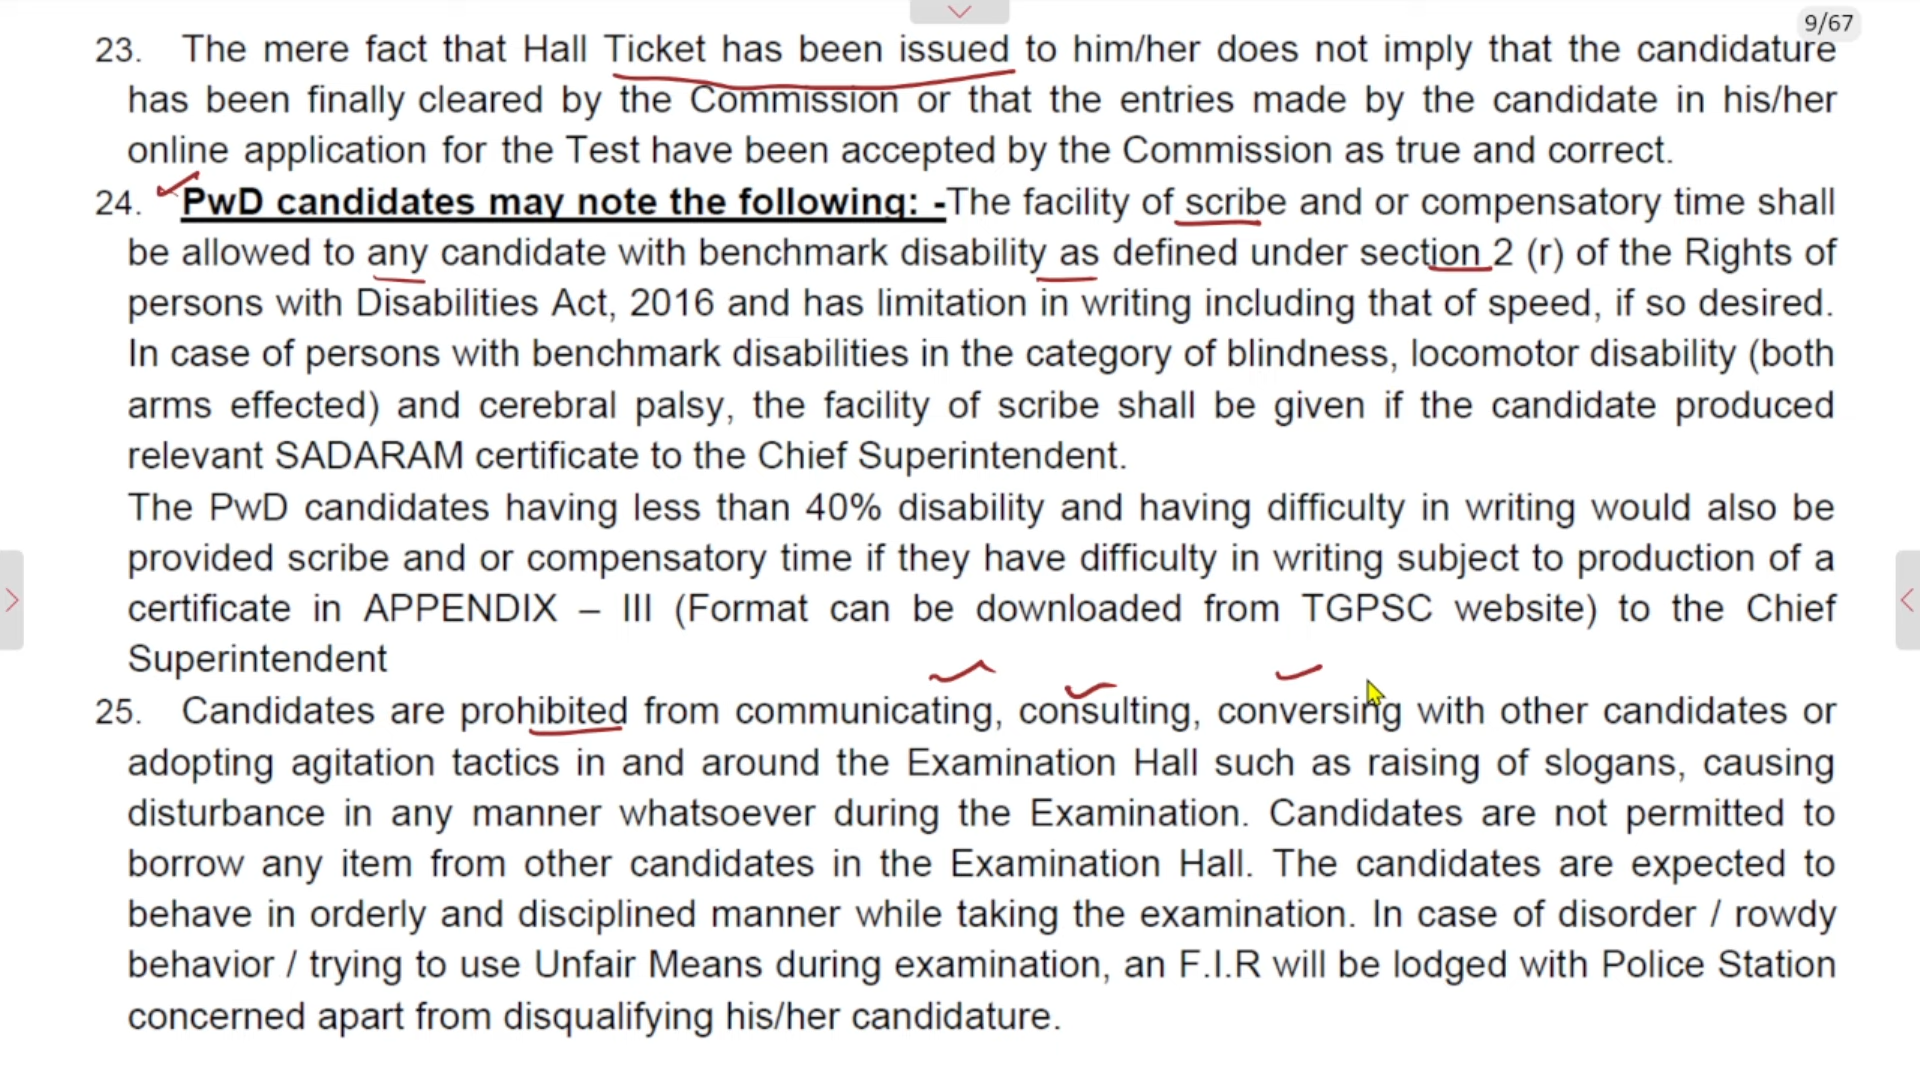 9/67
23. The mere fact that Hall Ticket has been issued to him/her does not imply that the candidature
has been finally cleared by the Commission or that the entries made by the candidate in his/her
online application for the Test have been accepted by the Commission as true and correct.
24. PwD candidates may note the following: -The facility of scribe and or compensatory time shall
be allowed to any candidate with benchmark disability as defined under section 2 (r) of the Rights of
persons with Disabilities Act, 2016 and has limitation in writing including that of speed, if so desired.
In case of persons with benchmark disabilities in the category of blindness, locomotor disability (both
arms effected) and cerebral palsy, the facility of scribe shall be given if the candidate produced
relevant SADARAM certificate to the Chief Superintendent.
The PwD candidates having less than 40% disability and having difficulty in writing would also be
provided scribe and or compensatory time if they have difficulty in writing subject to production of a
certificate in APPENDIX – III (Format can be downloaded from TGPSC website) to the Chief
Superintendent
25. Candidates are prohibited from communicating, consulting, conversing with other candidates or
adopting agitation tactics in and around the Examination Hall such as raising of slogans, causing
disturbance in any manner whatsoever during the Examination. Candidates are not permitted to
borrow any item from other candidates in the Examination Hall. The candidates are expected to
behave in orderly and disciplined manner while taking the examination. In case of disorder / rowdy
behavior / trying to use Unfair Means during examination, an F.I.R will be lodged with Police Station
concerned apart from disqualifying his/her candidature.